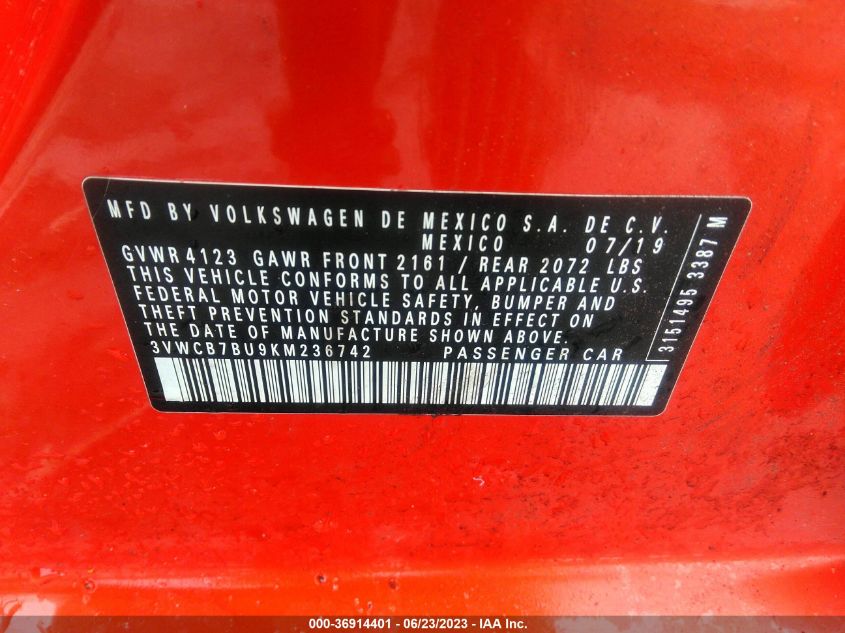 MFD BY VOLKSWAGEN DE MEXICO S.A. DE C.V.
MEXICO 07/19
GVWR 4123 GAWR FRONT 2161 / REAR 2072 LBS
THIS VEHICLE CONFORMS TO ALL APPLICABLE U.S.
FEDERAL MOTOR VEHICLE SAFETY, BUMPER AND
THEFT PREVENTION STANDARDS IN EFFECT ON
THE DATE OF MANUFACTURE SHOWN ABOVE.
3VWCB7BU9KM236742 PASSENGER CAR
3151495 3387 M
000-36914401 - 06/23/2023 - IAA Inc.